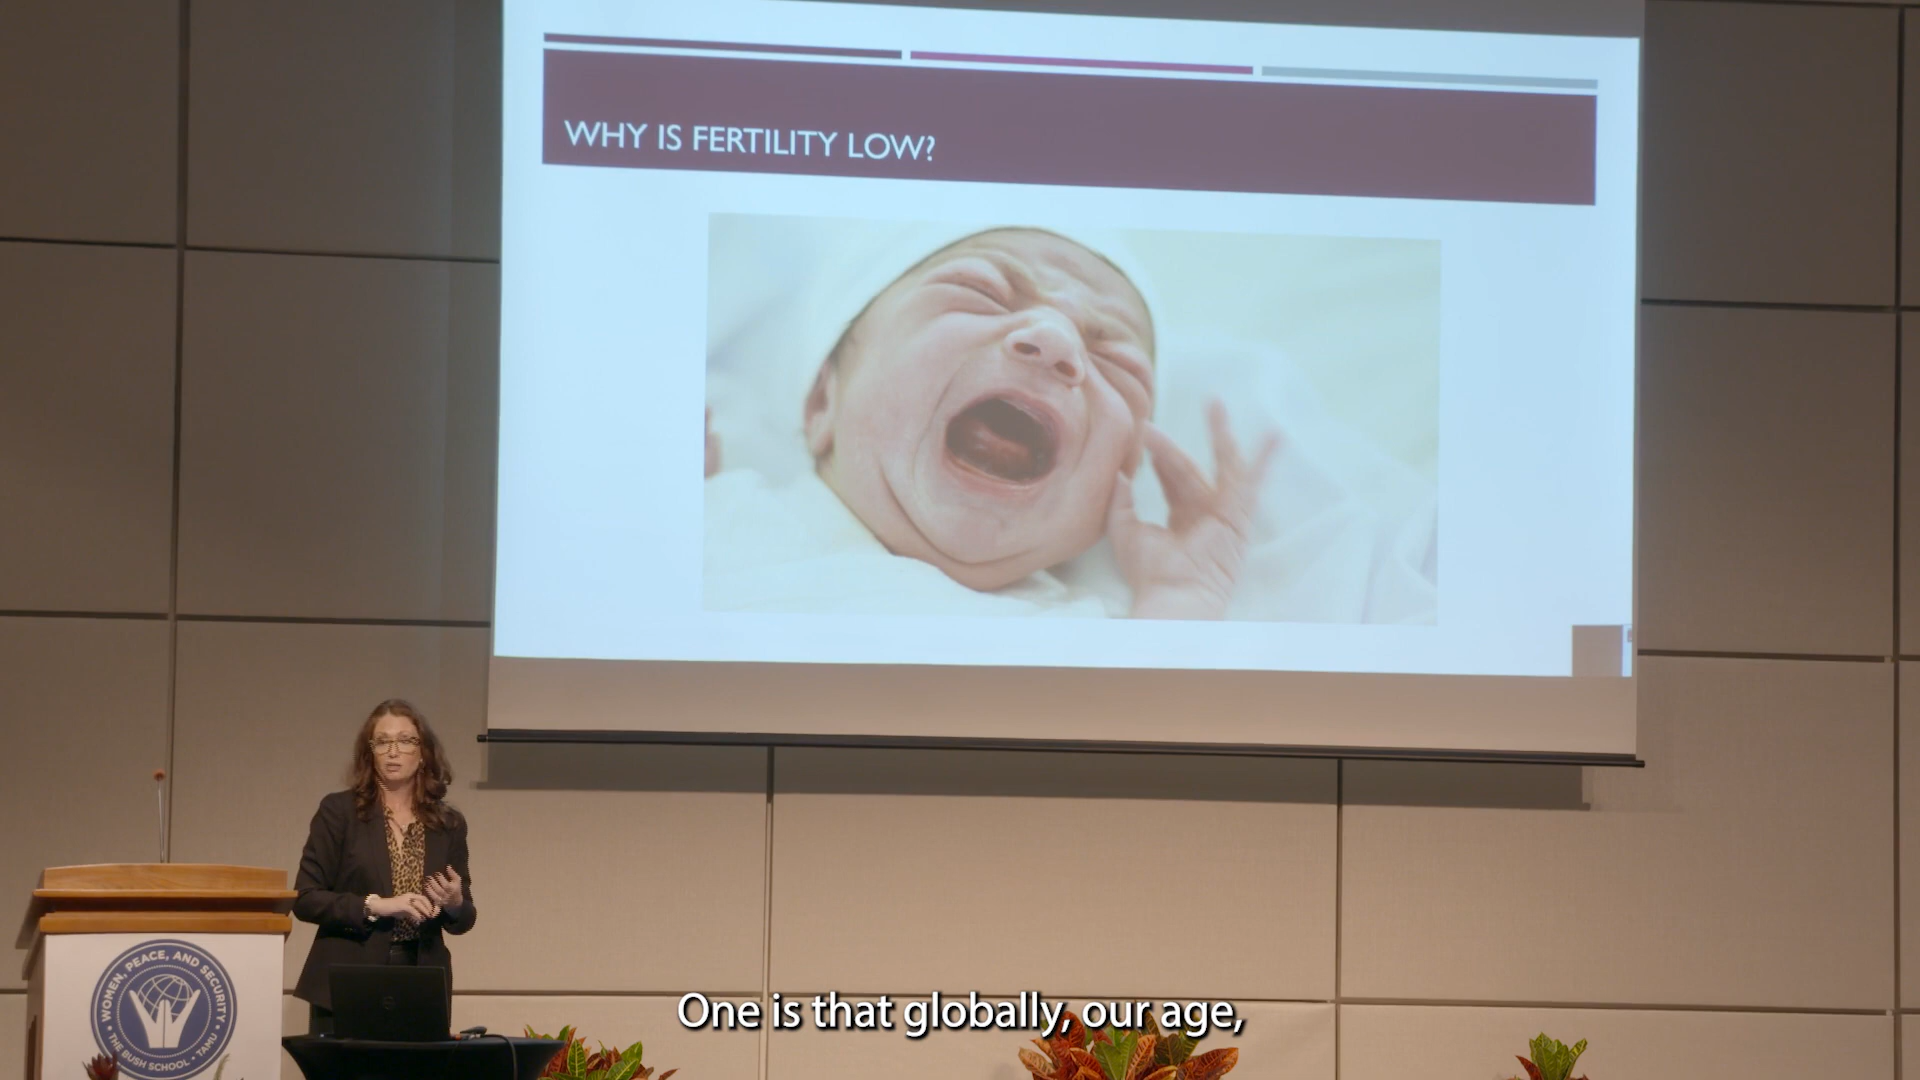 WHY IS FERTILITY LOW?
WOMEN, PEACE, AND SECURITY
• THE BUSH SCHOOL • TAMU •
One is that globally, our age,